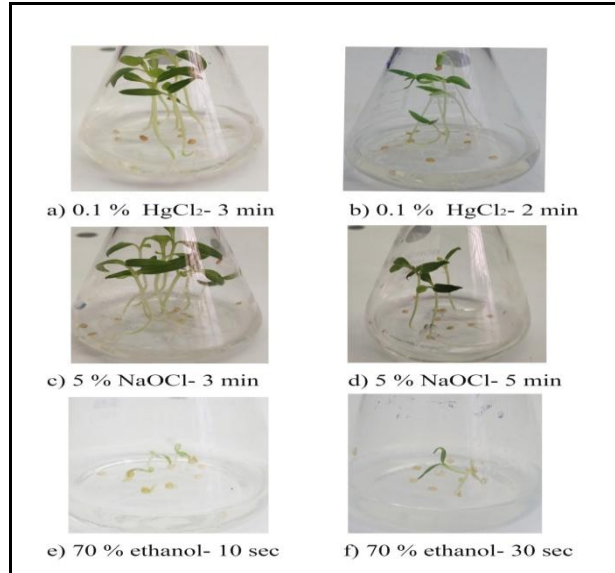 a) 0.1 % HgCl₂- 3 min
b) 0.1 % HgCl₂- 2 min
c) 5 % NaOCl- 3 min
d) 5 % NaOCl- 5 min
e) 70 % ethanol- 10 sec
f) 70 % ethanol- 30 sec